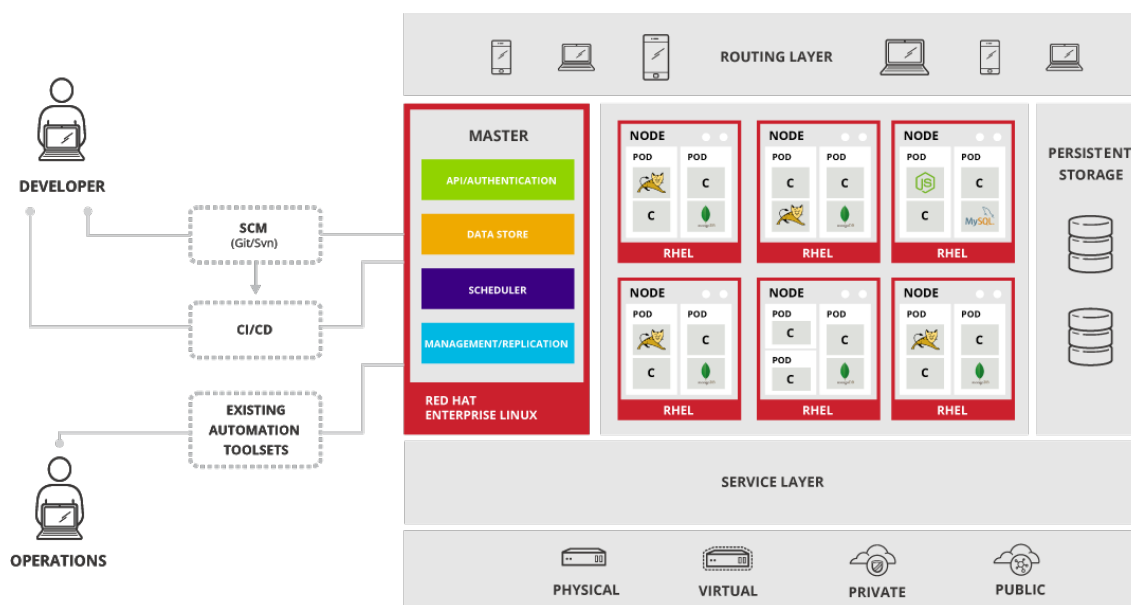 ROUTING LAYER
DEVELOPER
SCM
(Git/Svn)
CI/CD
EXISTING
AUTOMATION
TOOLSETS
OPERATIONS
MASTER
API/AUTHENTICATION
DATA STORE
SCHEDULER
MANAGEMENT/REPLICATION
RED HAT
ENTERPRISE LINUX
NODE
POD POD
C
C
RHEL
NODE
POD POD
C C
RHEL
NODE
POD POD
JS C
C MySQL
RHEL
NODE
POD POD
C
C
RHEL
NODE
POD POD
C C
POD
C
RHEL
NODE
POD POD
C
C
RHEL
PERSISTENT
STORAGE
SERVICE LAYER
PHYSICAL VIRTUAL PRIVATE PUBLIC